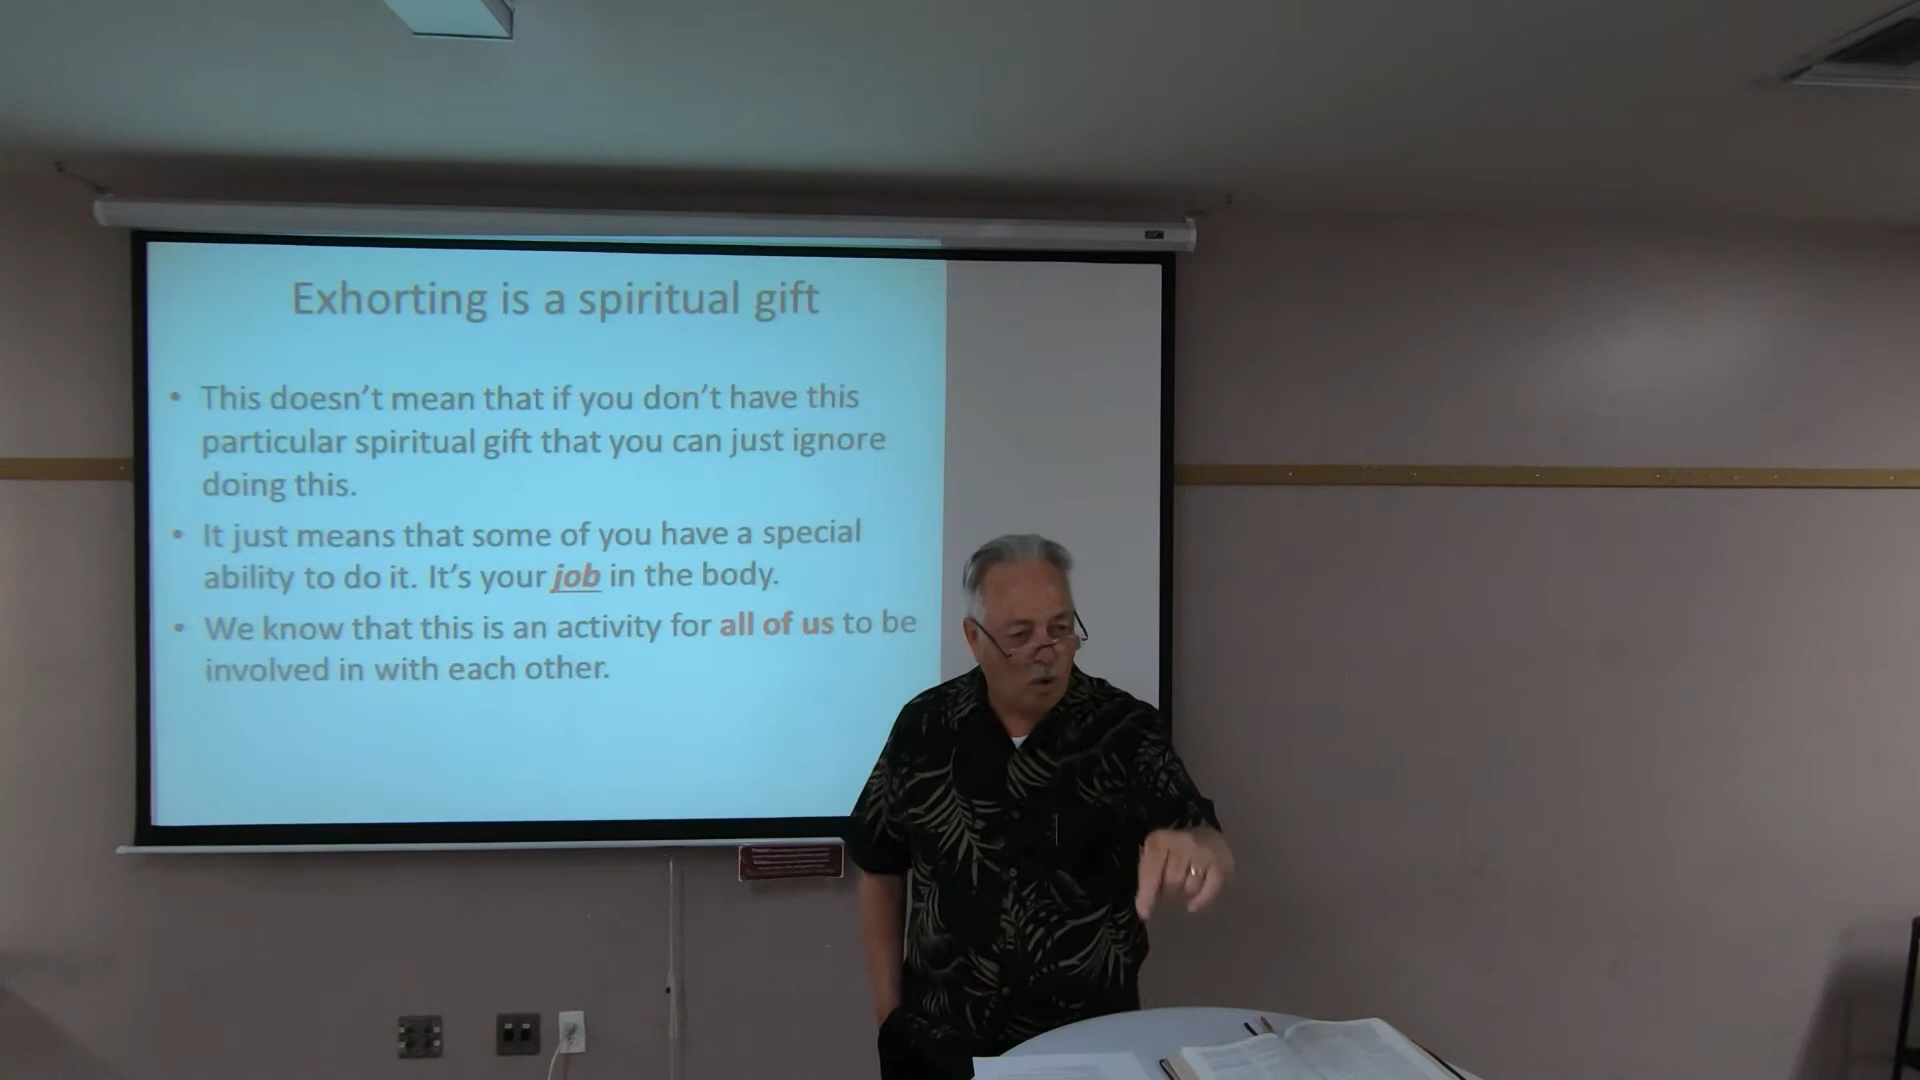 Exhorting is a spiritual gift
• This doesn't mean that if you don't have this
particular spiritual gift that you can just ignore
doing this.
• It just means that some of you have a special
ability to do it. It's your job in the body.
• We know that this is an activity for all of us to be
involved in with each other.